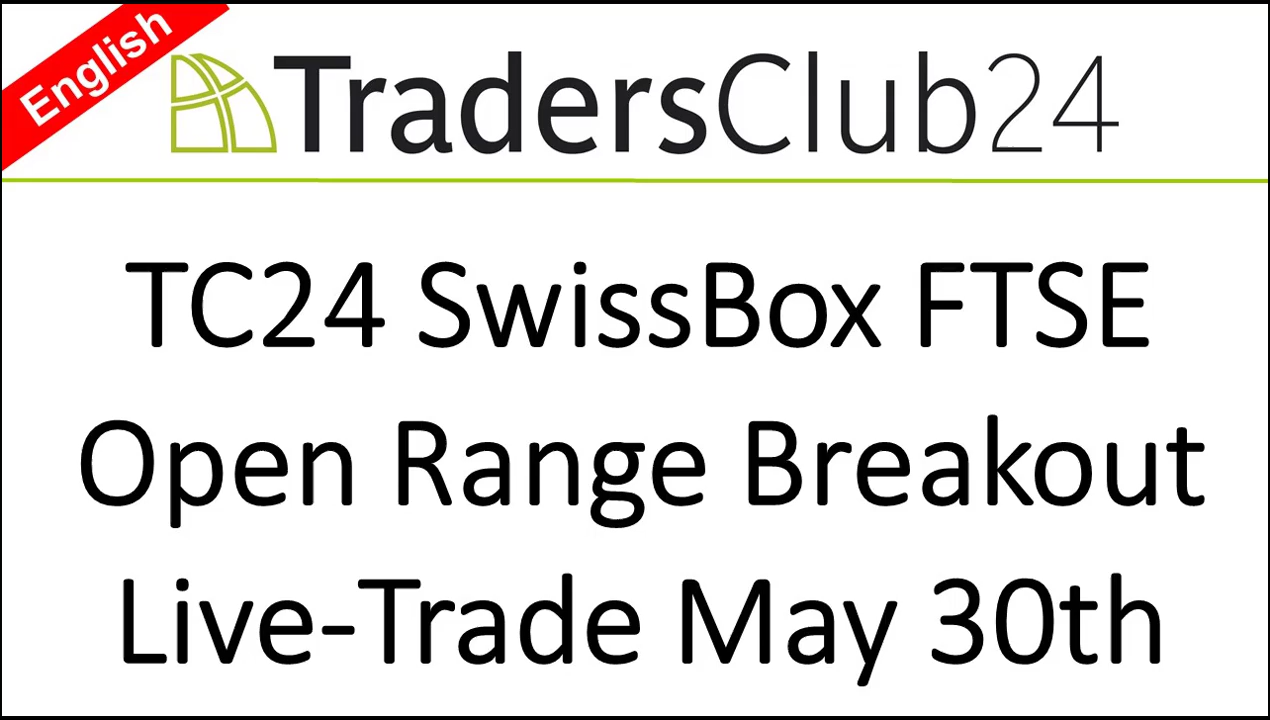 English
TradersClub24
TC24 SwissBox FTSE
Open Range Breakout
Live-Trade May 30th